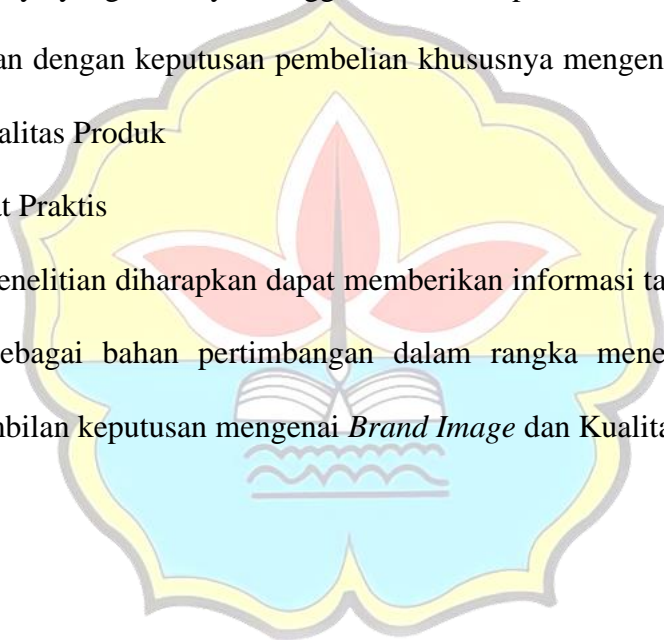 an dengan keputusan pembelian khususnya mengen
alitas Produk
t Praktis
enelitian diharapkan dapat memberikan informasi ta
ebagai bahan pertimbangan dalam rangka mene
bilan keputusan mengenai Brand Image dan Kualita